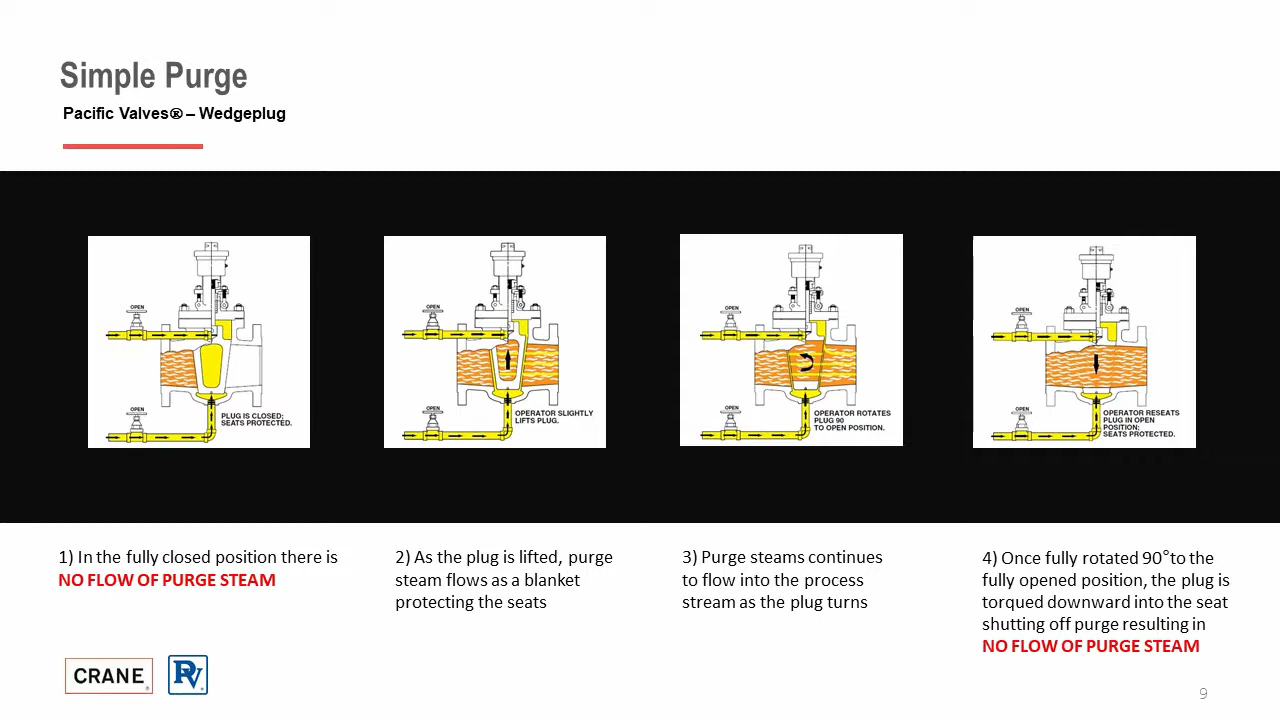 Simple Purge
Pacific Valves® – Wedgeplug
OPEN
OPEN
PLUG IS CLOSED;
SEATS PROTECTED.
OPEN
OPEN
OPERATOR SLIGHTLY
LIFTS PLUG.
OPEN
OPEN
OPERATOR ROTATES
PLUG 90
TO OPEN POSITION.
OPEN
OPEN
OPERATOR RESEATS
PLUG IN OPEN
POSITION;
SEATS PROTECTED.
1) In the fully closed position there is
NO FLOW OF PURGE STEAM
2) As the plug is lifted, purge
steam flows as a blanket
protecting the seats
3) Purge steams continues
to flow into the process
stream as the plug turns
4) Once fully rotated 90°to the
fully opened position, the plug is
torqued downward into the seat
shutting off purge resulting in
NO FLOW OF PURGE STEAM
CRANE®
PV®
9